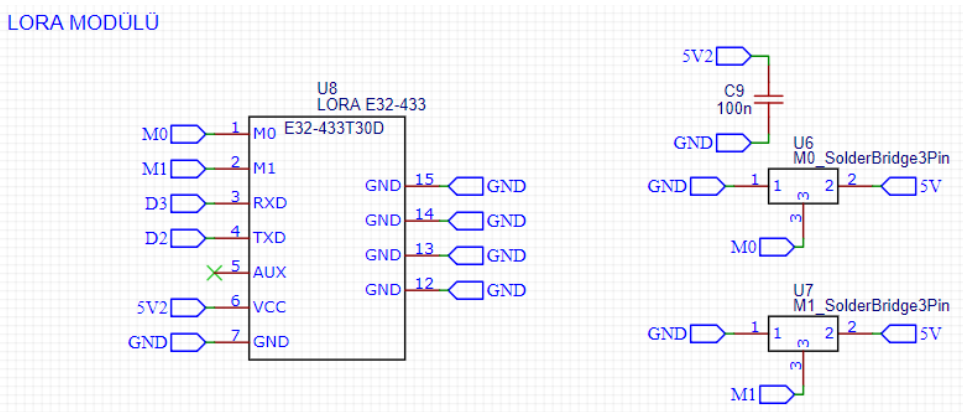 LORA MODÜLÜ
U8
LORA E32-433
E32-433T30D
M0 1 M0
M1 2 M1
D3 3 RXD
D2 4 TXD
5 AUX
5V2 6 VCC
GND 7 GND
GND 15 GND
GND 14 GND
GND 13 GND
GND 12 GND
5V2
C9
100n
GND
U6
M0_SolderBridge3Pin
GND 1 1 2 2 5V
3
3
M0
U7
M1_SolderBridge3Pin
GND 1 1 2 2 5V
3
3
M1